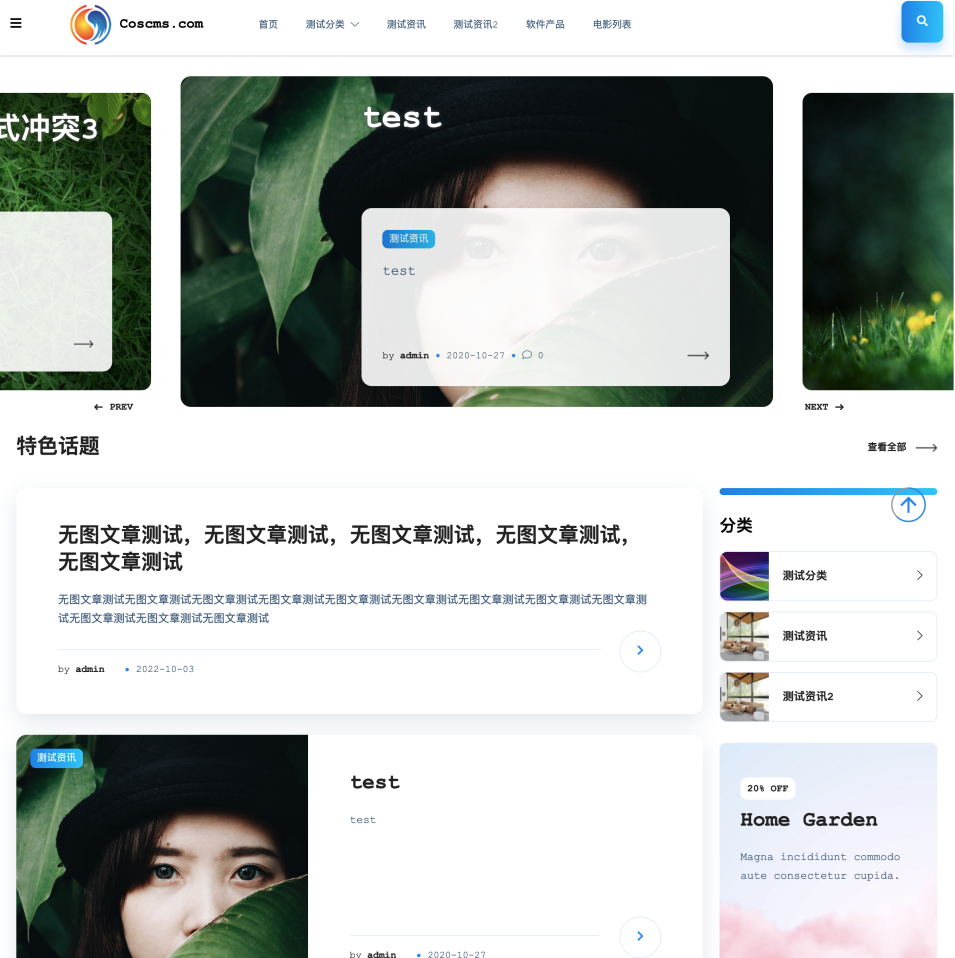 Coscms.com
首页
测试分类
测试资讯
测试资讯2
软件产品
电影列表
式冲突3
test
测试资讯
test
by admin • 2020-10-27 • 0
PREV
NEXT
特色话题
查看全部
无图文章测试，无图文章测试，无图文章测试，无图文章测试，
无图文章测试
无图文章测试无图文章测试无图文章测试无图文章测试无图文章测试无图文章测试无图文章测试无图文章测试无图文章测
试无图文章测试无图文章测试无图文章测试
by admin • 2022-10-03
分类
测试分类
测试资讯
测试资讯2
测试资讯
test
test
by admin • 2020-10-27
20% OFF
Home Garden
Magna incididunt commodo
aute consectetur cupida.